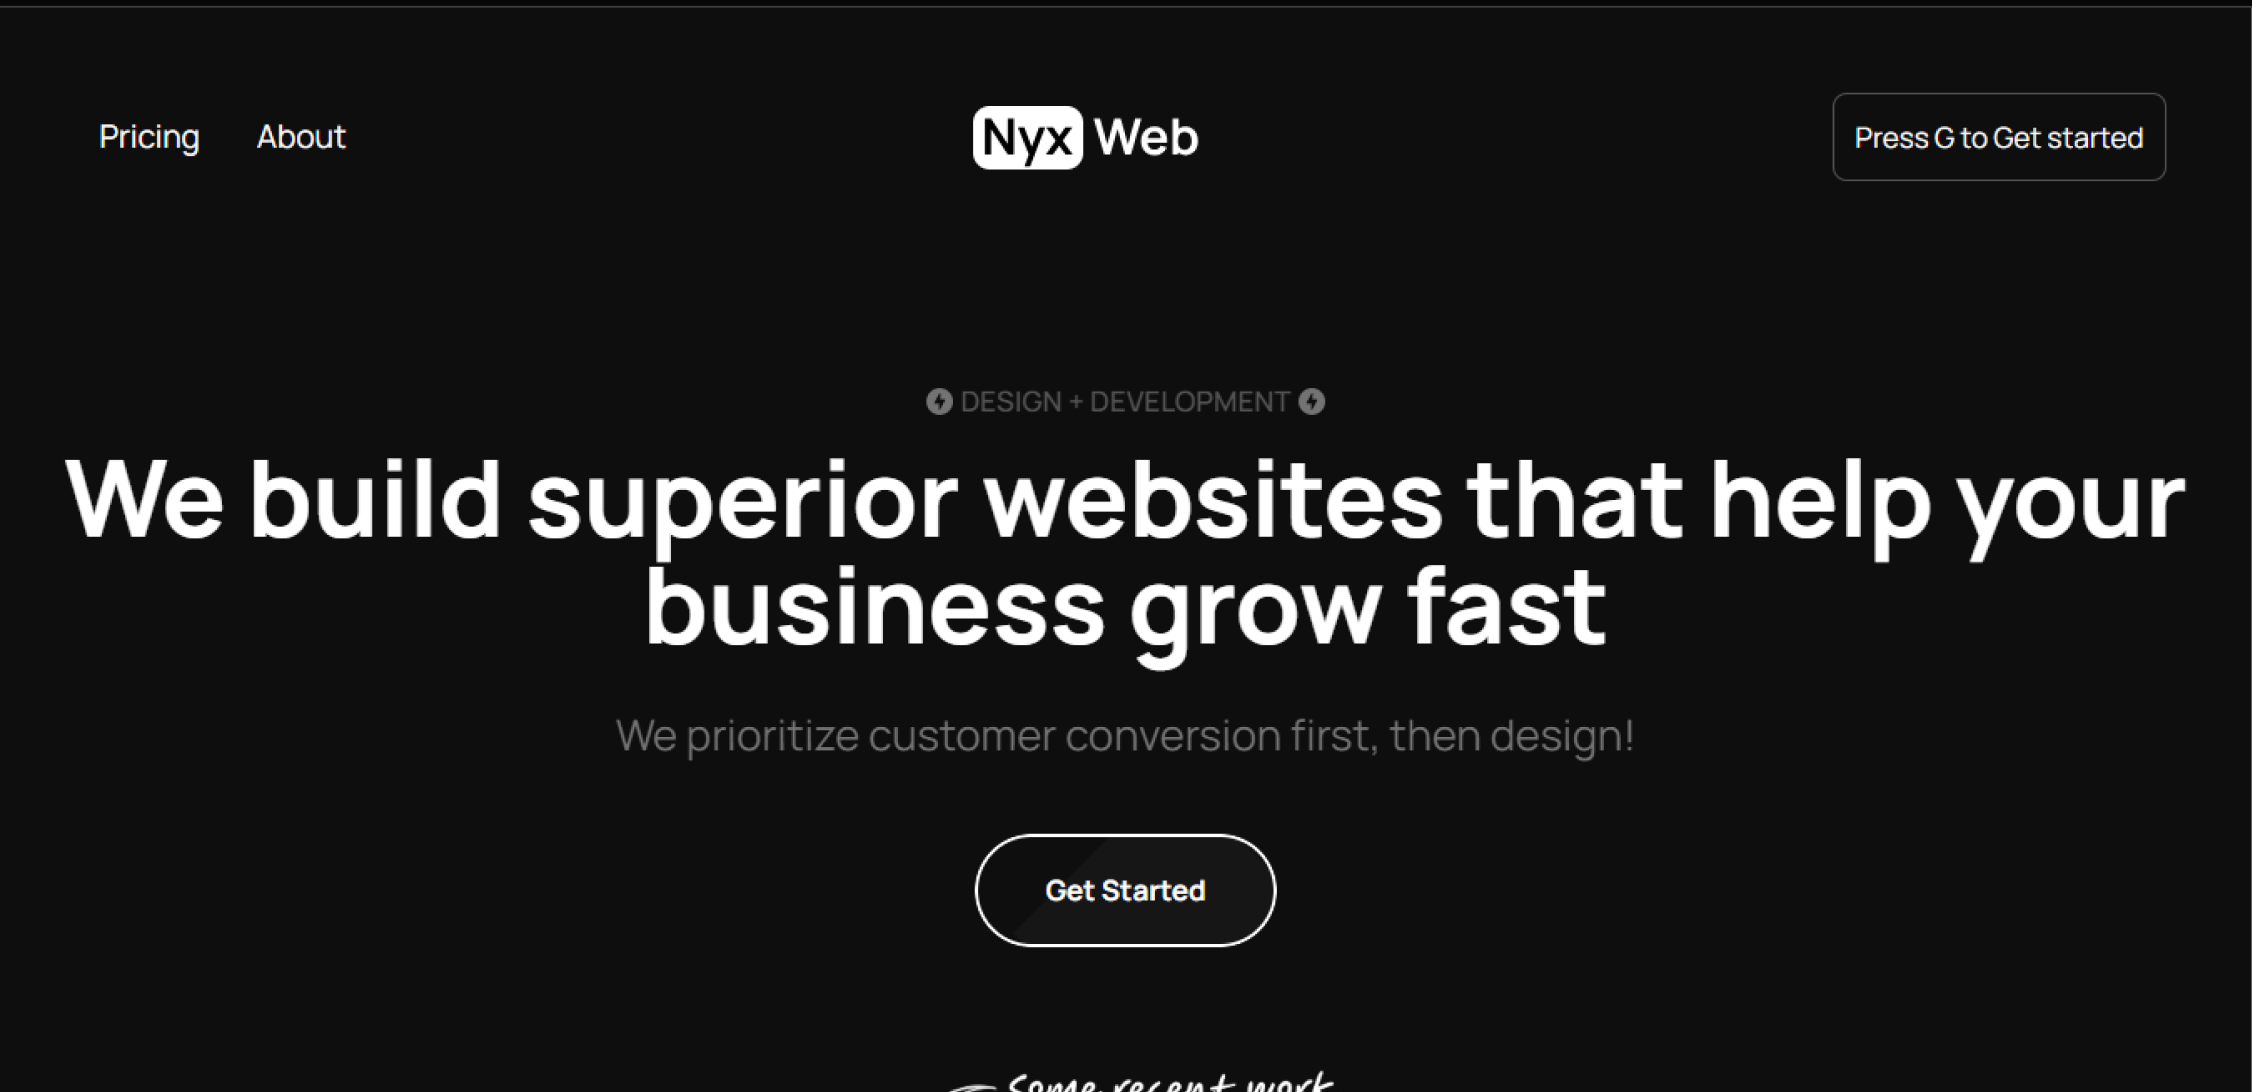 Pricing About Nyx Web Press G to Get started
DESIGN + DEVELOPMENT
We build superior websites that help your
business grow fast
We prioritize customer conversion first, then design!
Get Started
Some recent work